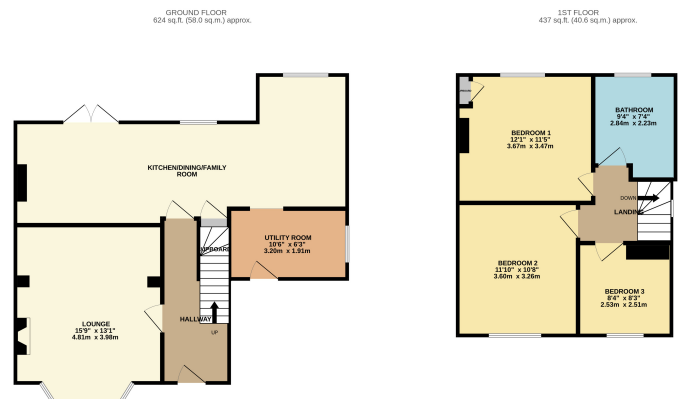 GROUND FLOOR
624 sq.ft. (58.0 sq.m.) approx.
1ST FLOOR
437 sq.ft. (40.6 sq.m.) approx.
KITCHEN/DINING/FAMILY
ROOM
UTILITY ROOM
10'6" x 6'3"
3.20m x 1.91m
LOUNGE
15'9" x 13'1"
4.81m x 3.98m
HALLWAY
UP
BEDROOM 1
12'1" x 11'5"
3.67m x 3.47m
BATHROOM
9'4" x 7'4"
2.84m x 2.23m
DOWN
LANDING
BEDROOM 2
11'10" x 10'8"
3.60m x 3.26m
BEDROOM 3
8'4" x 8'3"
2.53m x 2.51m